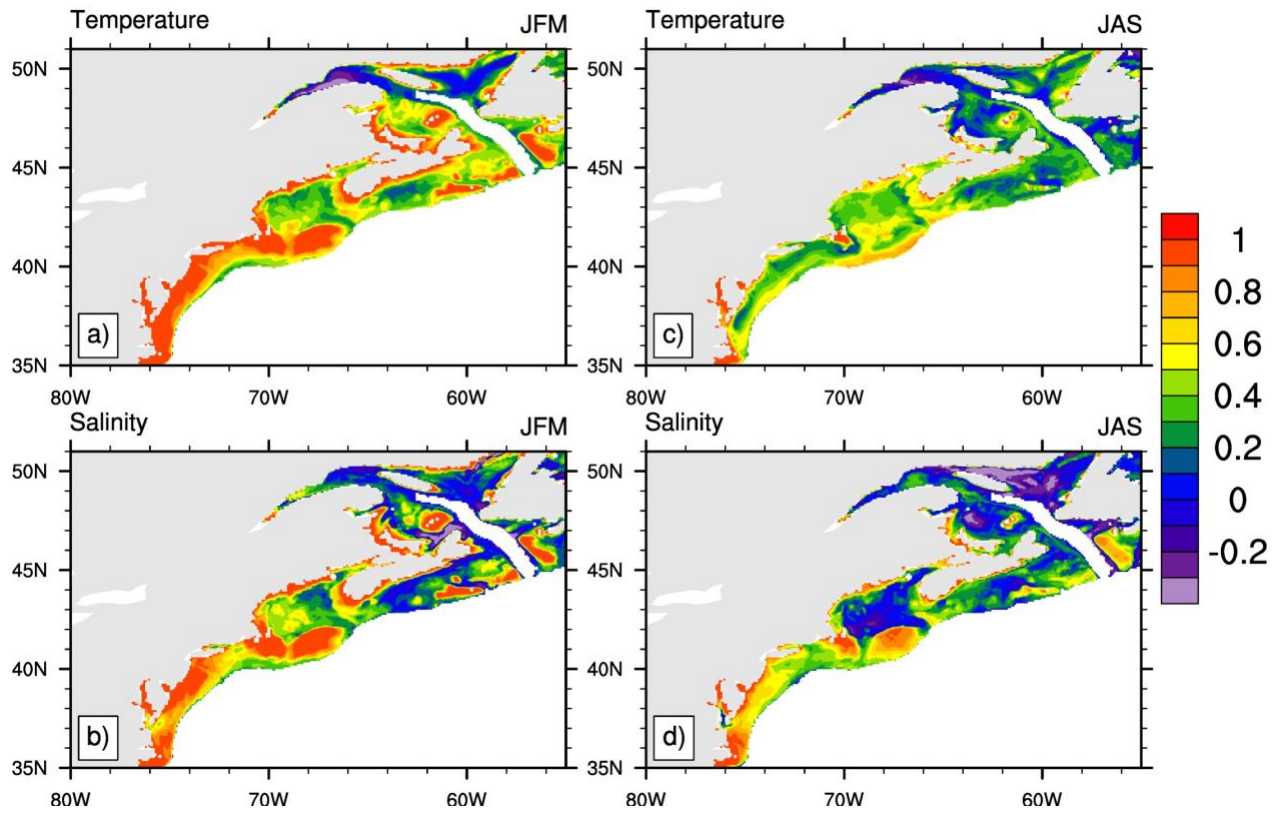 Temperature JFM
50N
45N
40N
35N
a)
80W 70W 60W
Temperature JAS
50N
45N
40N
35N
c)
80W 70W 60W
Salinity JFM
50N
45N
40N
35N
b)
80W 70W 60W
Salinity JAS
50N
45N
40N
35N
d)
80W 70W 60W
1
0.8
0.6
0.4
0.2
0
-0.2